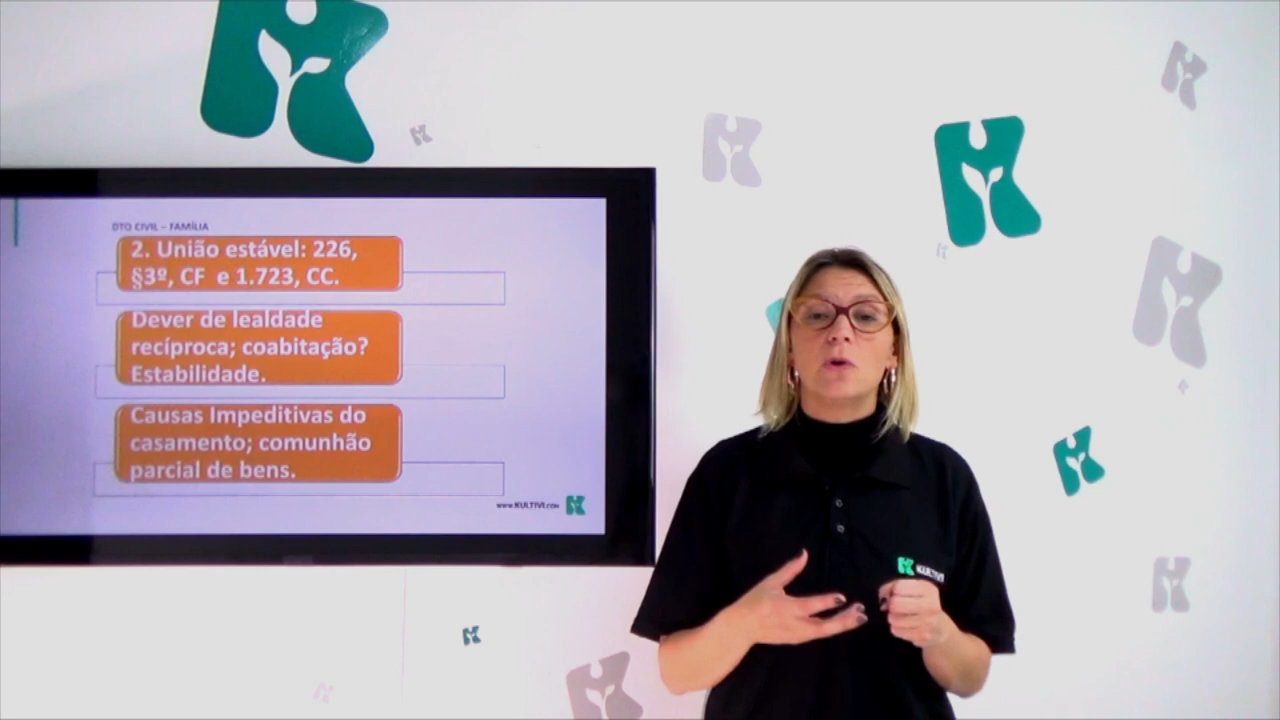 DTO CIVIL – FAMÍLIA
2. União estável: 226,
§3º, CF e 1.723, CC.
Dever de lealdade
recíproca; coabitação?
Estabilidade.
Causas Impeditivas do
casamento; comunhão
parcial de bens.
www.KULTIVI.com
KULTIVI